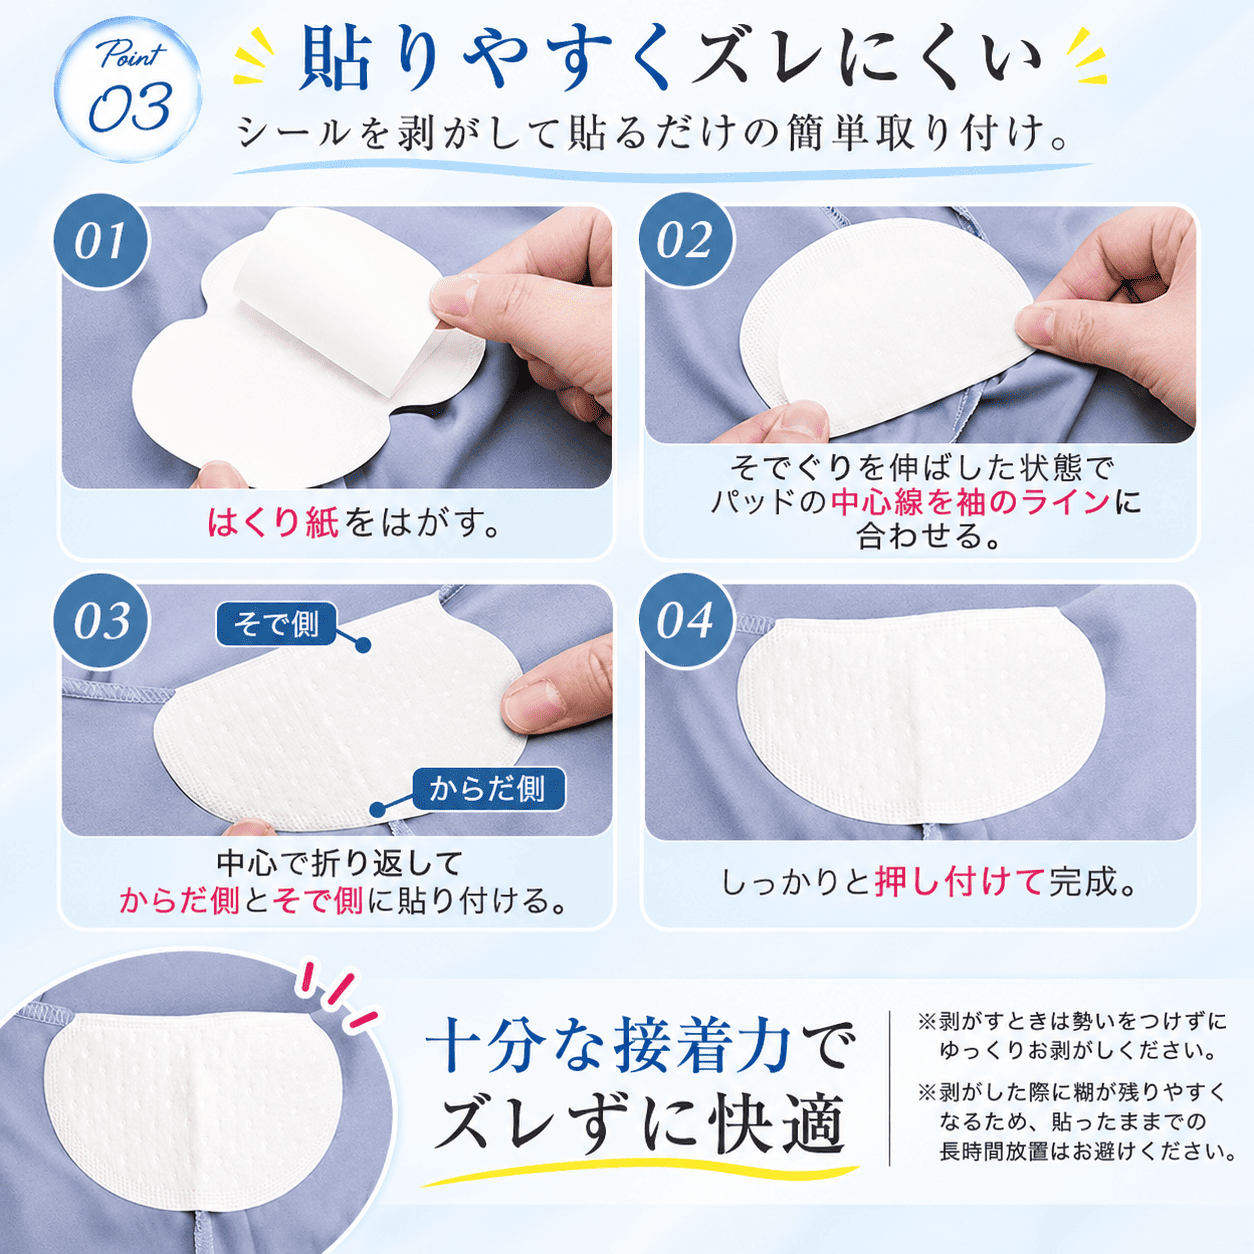 Point
03
貼りやすくズレにくい
シールを剥がして貼るだけの簡単取り付け。
01
はくり紙をはがす。
02
そでぐりを伸ばした状態で
パッドの中心線を袖のラインに
合わせる。
03
そで側
からだ側
中心で折り返して
からだ側とそで側に貼り付ける。
04
しっかりと押し付けて完成。
十分な接着力で
ズレずに快適
※剥がすときは勢いをつけずに
ゆっくりお剥がしください。
※剥がした際に糊が残りやすく
なるため、貼ったままでの
長時間放置はお避けください。